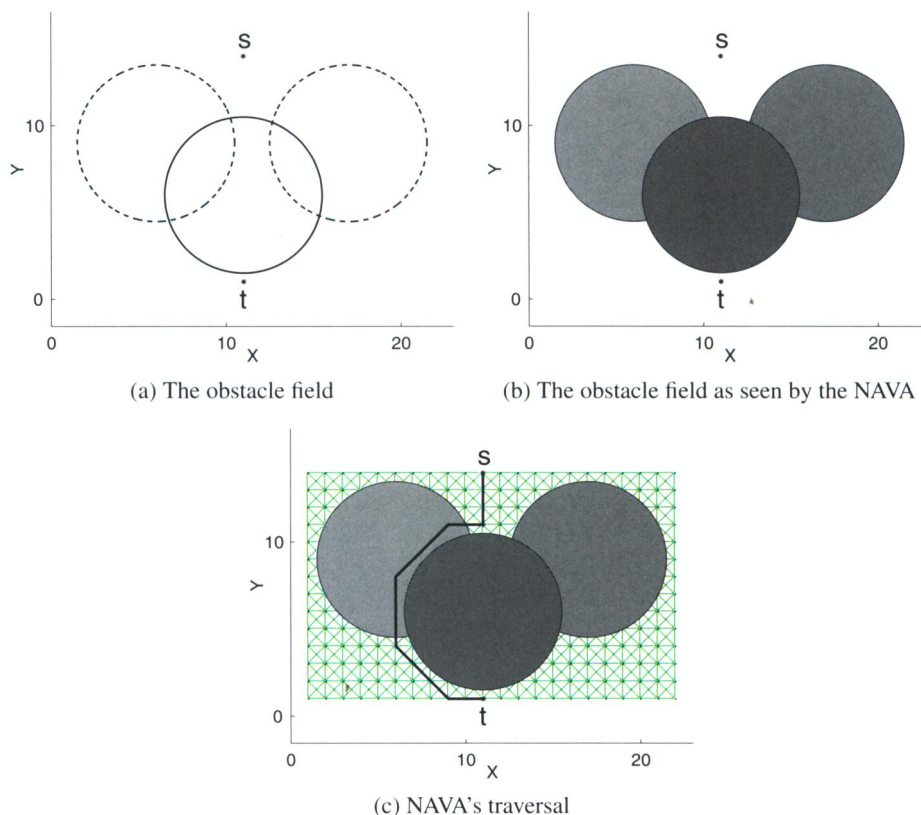 s
10
Y
0
t
0
10
20
X
(a) The obstacle field
s
10
Y
0
t
0
10
20
X
(b) The obstacle field as seen by the NAVA
s
10
Y
0
t
0
10
20
X
(c) NAVA's traversal